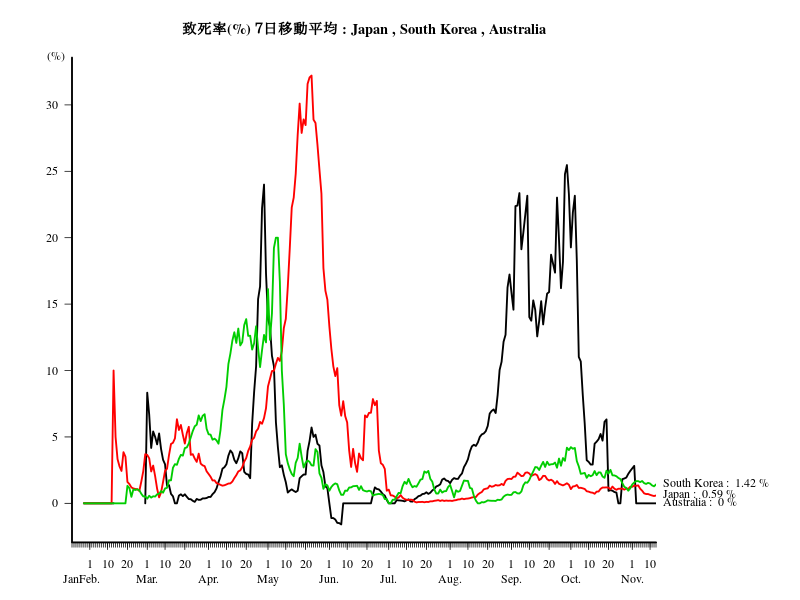 致死率(%) 7日移動平均 : Japan , South Korea , Australia
(%)
30
25
20
15
10
5
0
South Korea : 1.42 %
Japan : 0.59 %
Australia : 0 %
1 10 20 1 10 20 1 10 20 1 10 20 1 10 20 1 10 20 1 10 20 1 10 20 1 10 20 1 10
JanFeb. Mar. Apr. May Jun. Jul. Aug. Sep. Oct. Nov.